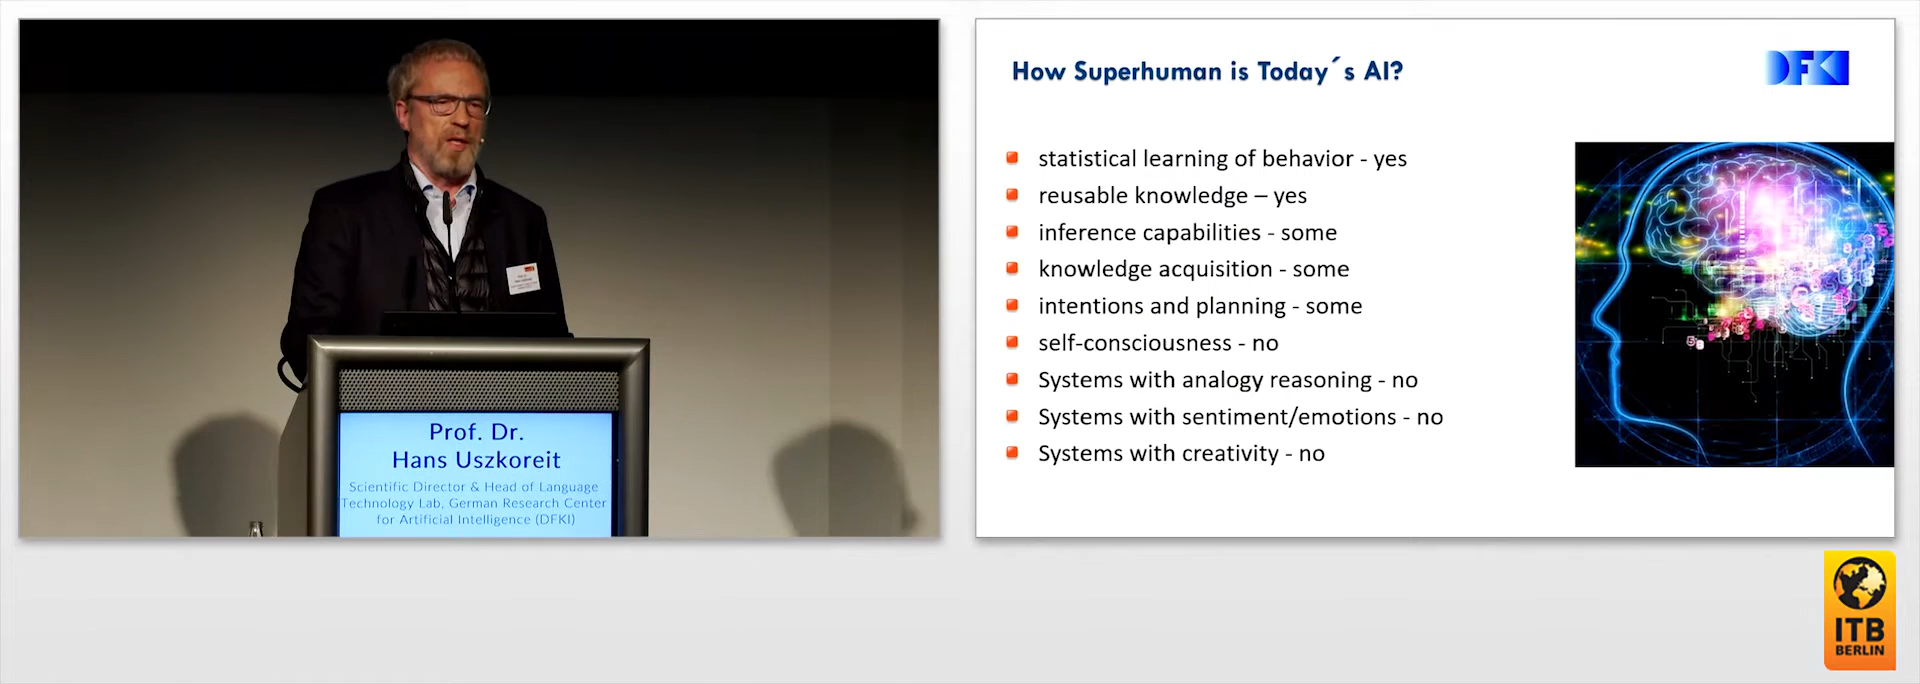 Prof. Dr.
Hans Uszkoreit
Scientific Director & Head of Language
Technology Lab, German Research Center
for Artificial Intelligence (DFKI)
How Superhuman is Today´s AI?
DFKI
statistical learning of behavior - yes
reusable knowledge – yes
inference capabilities - some
knowledge acquisition - some
intentions and planning - some
self-consciousness - no
Systems with analogy reasoning - no
Systems with sentiment/emotions - no
Systems with creativity - no
ITB
BERLIN